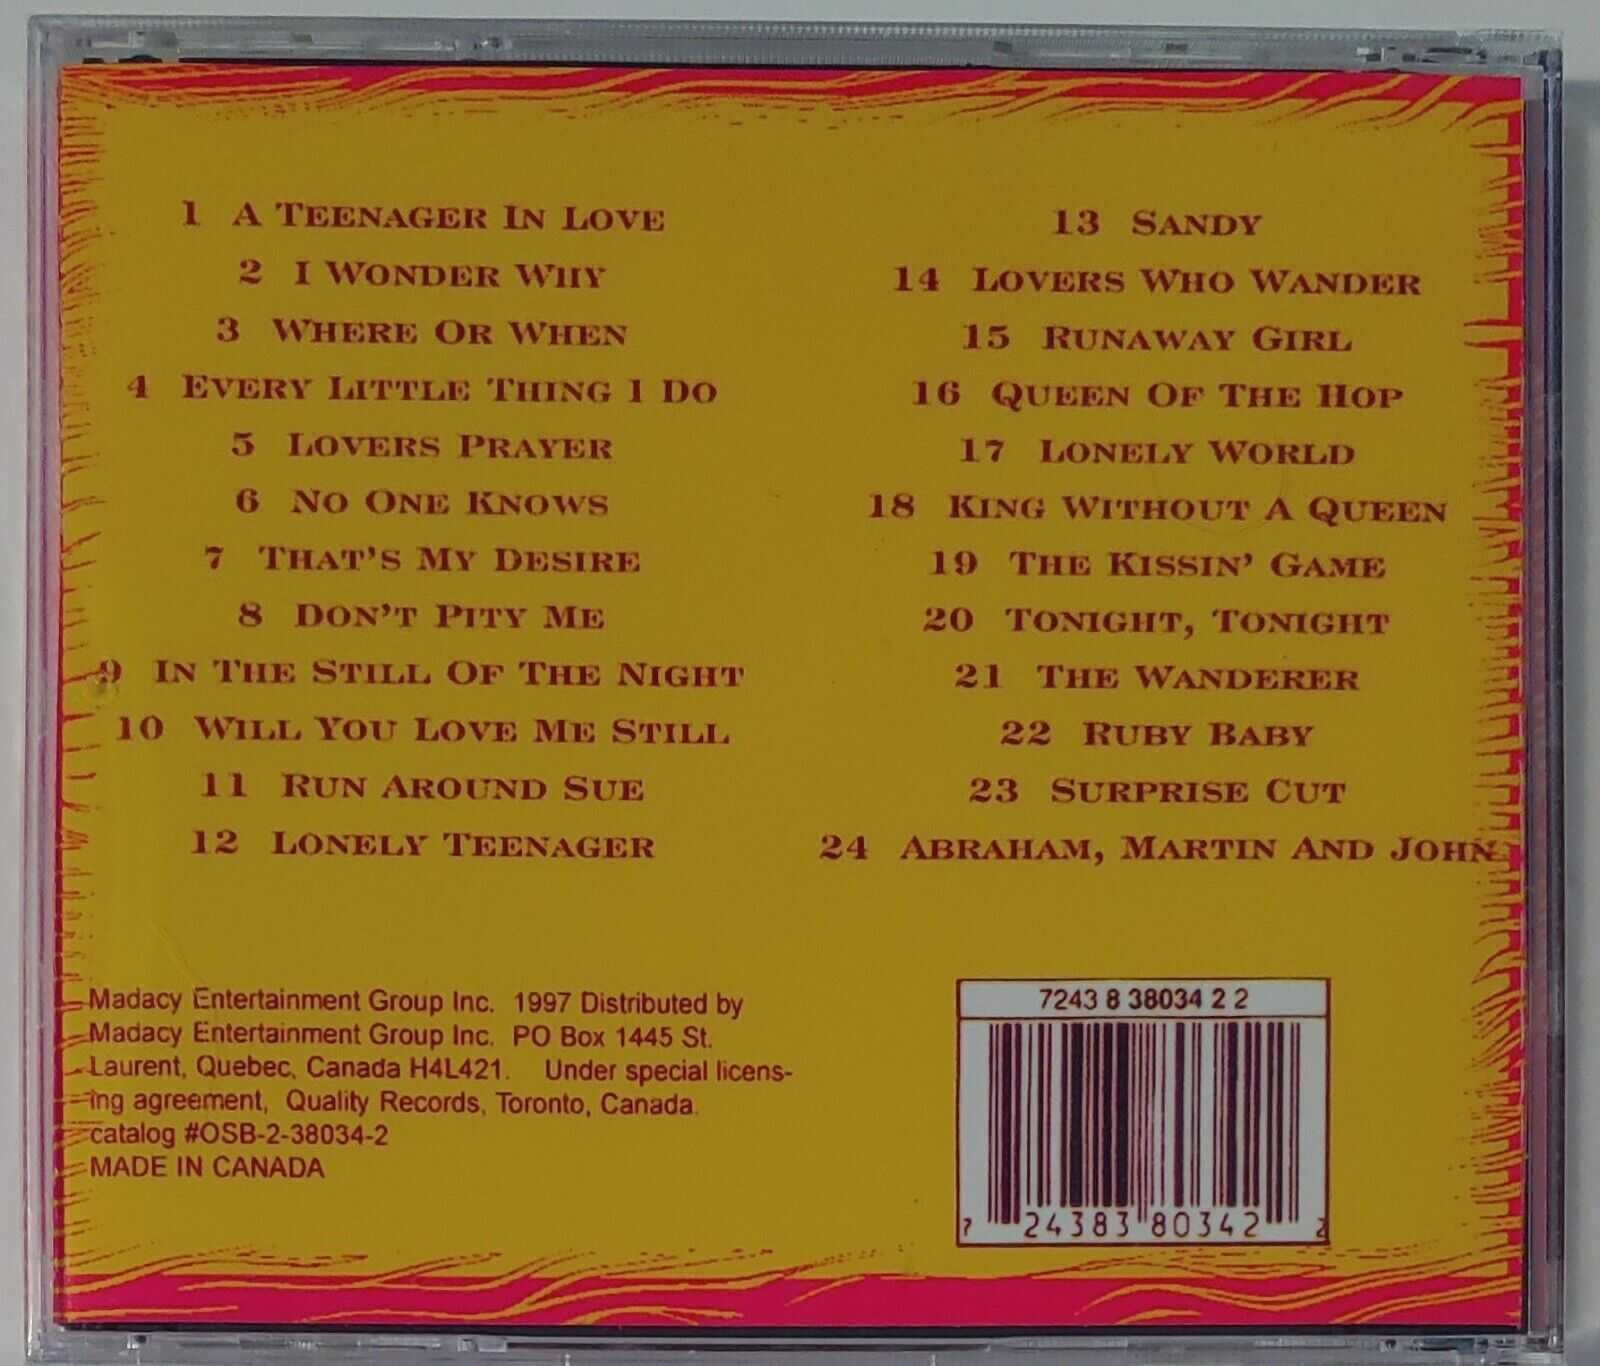 1 A Teenager In Love
2 I Wonder Why
3 Where Or When
4 Every Little Thing I Do
5 Lovers Prayer
6 No One Knows
7 That's My Desire
8 Don't Pity Me
9 In The Still Of The Night
10 Will You Love Me Still
11 Run Around Sue
12 Lonely Teenager
13 Sandy
14 Lovers Who Wander
15 Runaway Girl
16 Queen Of The Hop
17 Lonely World
18 King Without A Queen
19 The Kissin' Game
20 Tonight, Tonight
21 The Wanderer
22 Ruby Baby
23 Surprise Cut
24 Abraham, Martin And John
Madacy Entertainment Group Inc. 1997 Distributed by
Madacy Entertainment Group Inc. PO Box 1445 St.
Laurent, Quebec, Canada H4L421. Under special licens-
ing agreement, Quality Records, Toronto, Canada.
catalog #OSB-2-38034-2
MADE IN CANADA
7243 8 38034 2 2
7 24383 80342 2